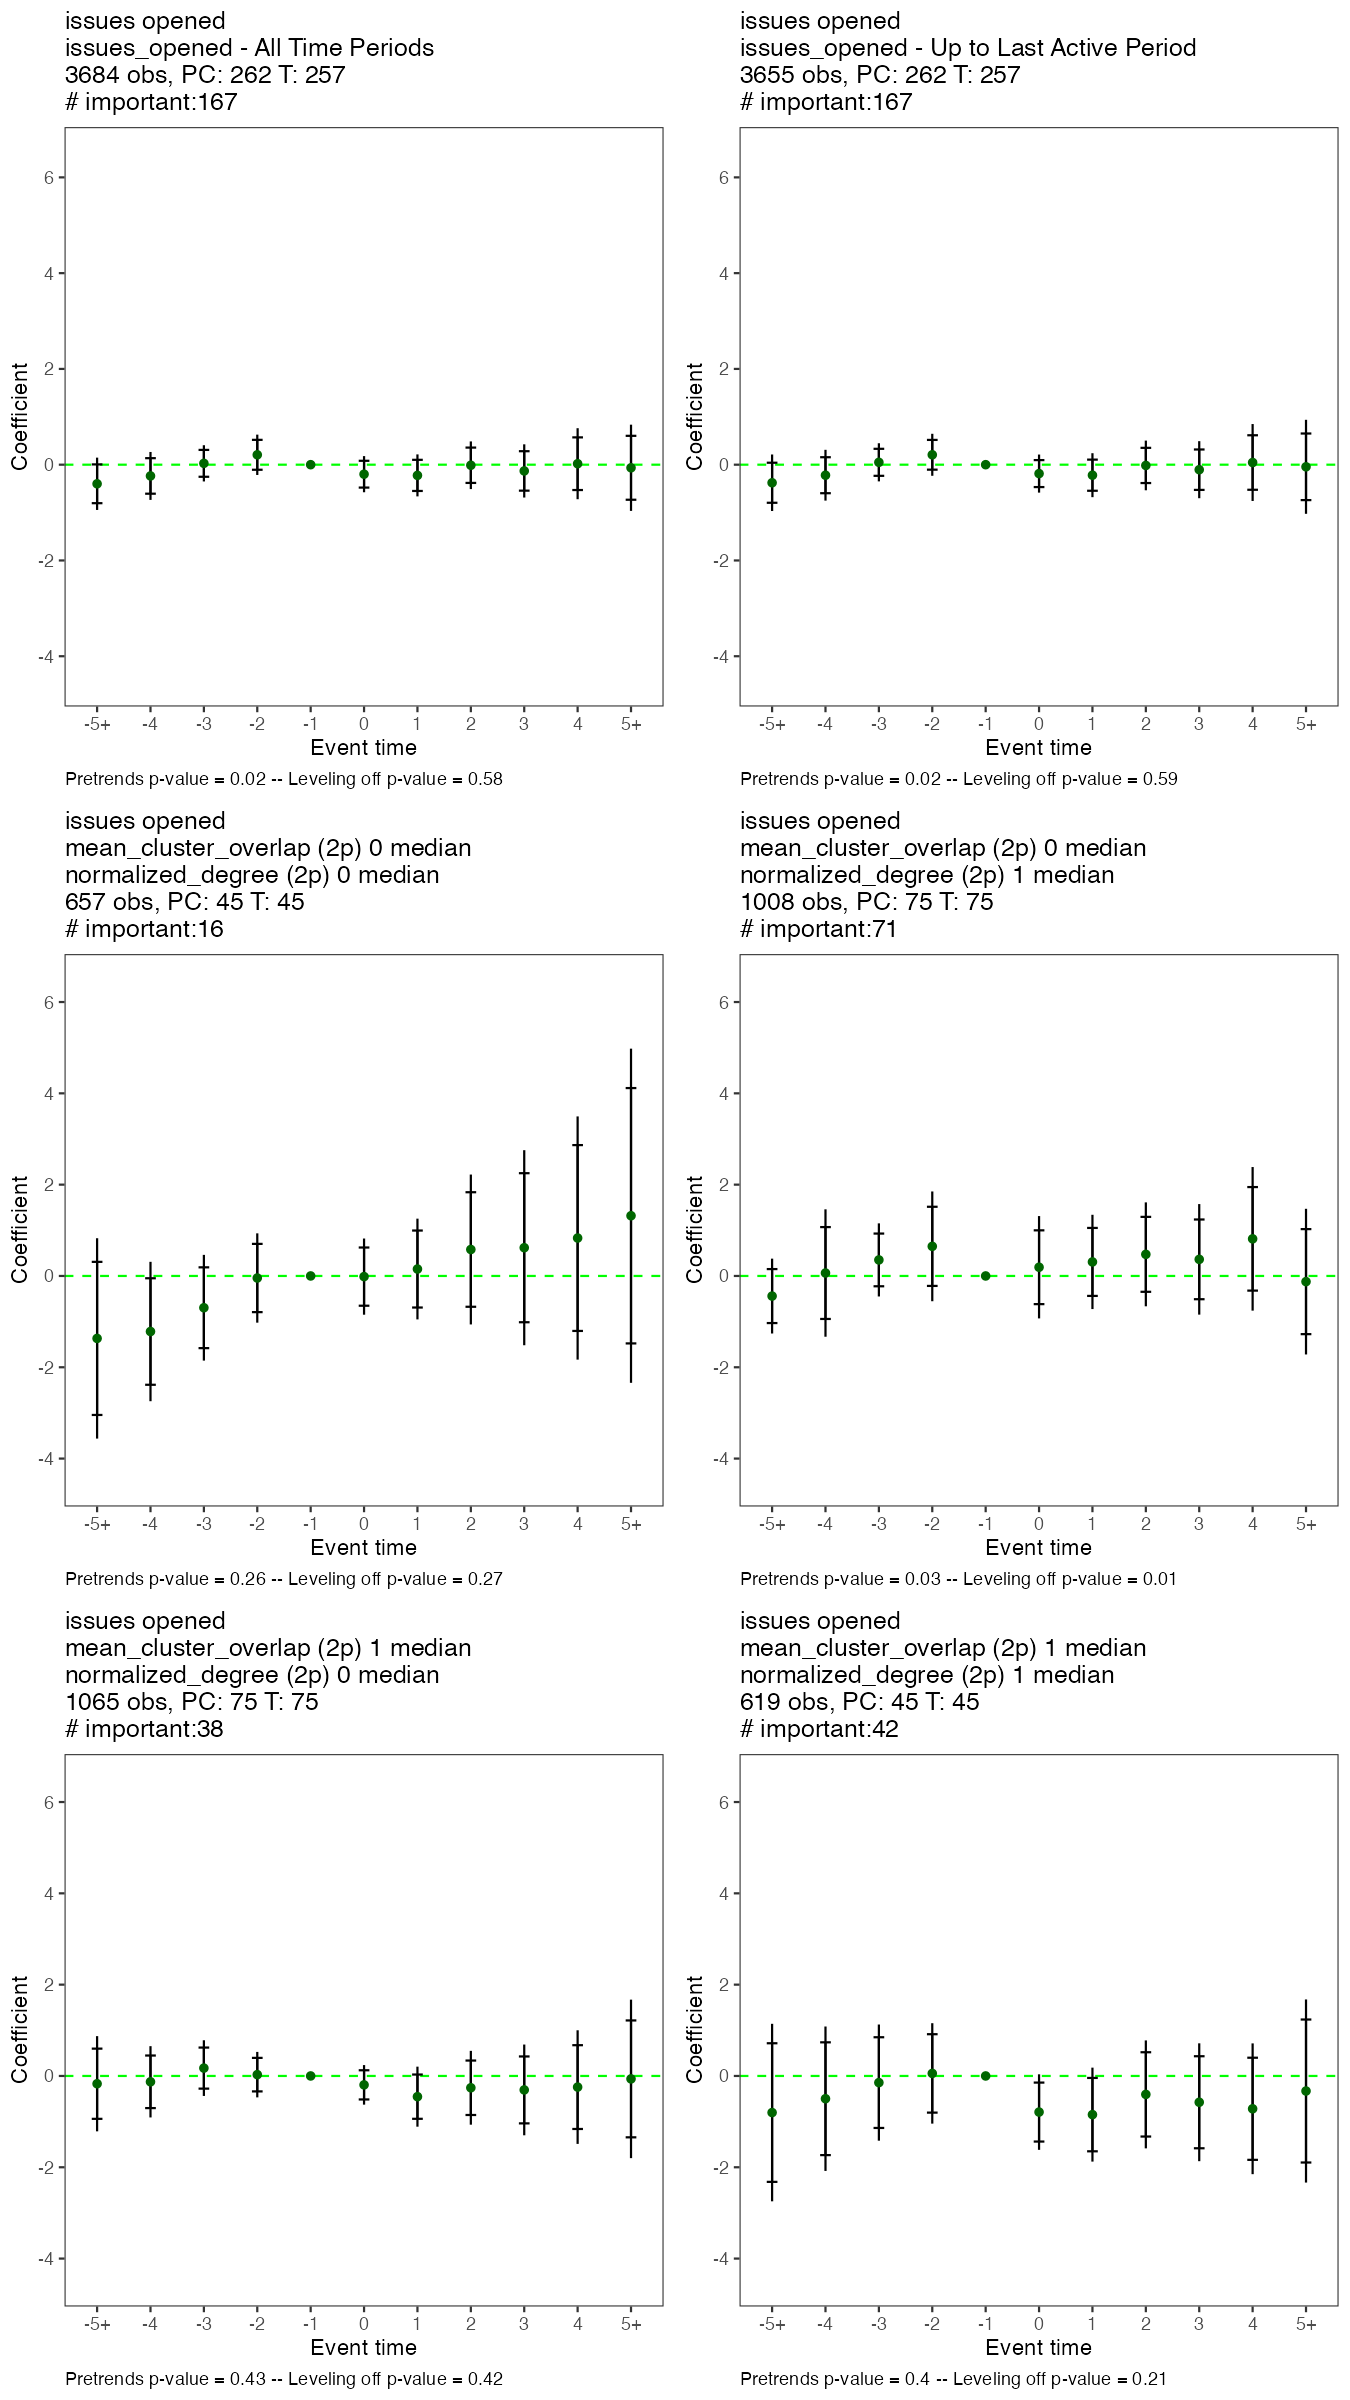 issues opened
issues_opened - All Time Periods
3684 obs, PC: 262 T: 257
# important:167
6
4
2
0
-2
-4
Coefficient
-5+ -4 -3 -2 -1 0 1 2 3 4 5+
Event time
Pretrends p-value = 0.02 -- Leveling off p-value = 0.58
issues opened
issues_opened - Up to Last Active Period
3655 obs, PC: 262 T: 257
# important:167
6
4
2
0
-2
-4
Coefficient
-5+ -4 -3 -2 -1 0 1 2 3 4 5+
Event time
Pretrends p-value = 0.02 -- Leveling off p-value = 0.59
issues opened
mean_cluster_overlap (2p) 0 median
normalized_degree (2p) 0 median
657 obs, PC: 45 T: 45
# important:16
6
4
2
0
-2
-4
Coefficient
-5+ -4 -3 -2 -1 0 1 2 3 4 5+
Event time
Pretrends p-value = 0.26 -- Leveling off p-value = 0.27
issues opened
mean_cluster_overlap (2p) 0 median
normalized_degree (2p) 1 median
1008 obs, PC: 75 T: 75
# important:71
6
4
2
0
-2
-4
Coefficient
-5+ -4 -3 -2 -1 0 1 2 3 4 5+
Event time
Pretrends p-value = 0.03 -- Leveling off p-value = 0.01
issues opened
mean_cluster_overlap (2p) 1 median
normalized_degree (2p) 0 median
1065 obs, PC: 75 T: 75
# important:38
6
4
2
0
-2
-4
Coefficient
-5+ -4 -3 -2 -1 0 1 2 3 4 5+
Event time
Pretrends p-value = 0.43 -- Leveling off p-value = 0.42
issues opened
mean_cluster_overlap (2p) 1 median
normalized_degree (2p) 1 median
619 obs, PC: 45 T: 45
# important:42
6
4
2
0
-2
-4
Coefficient
-5+ -4 -3 -2 -1 0 1 2 3 4 5+
Event time
Pretrends p-value = 0.4 -- Leveling off p-value = 0.21